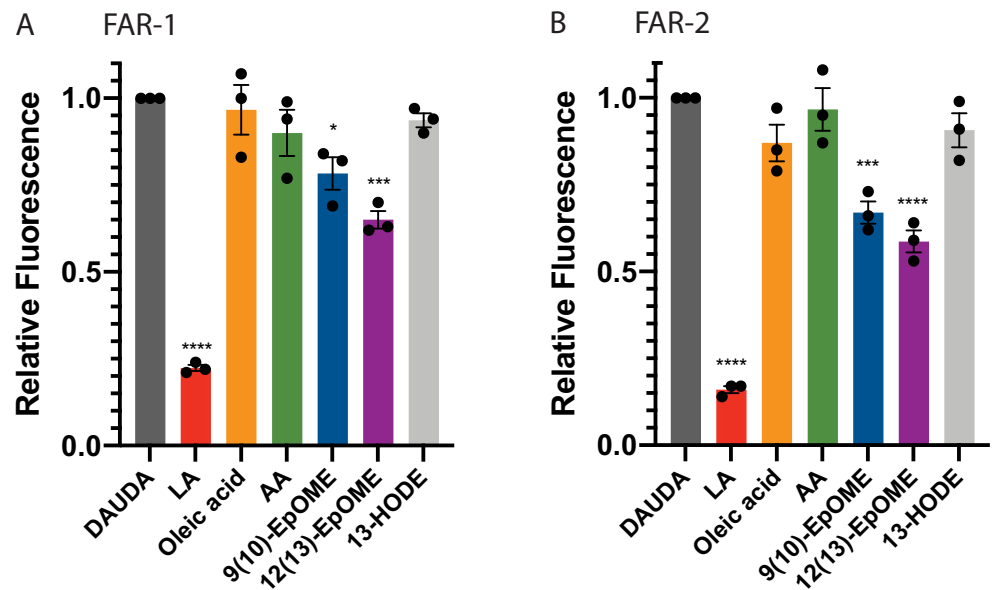 A FAR-1
Relative Fluorescence
1.0
0.5
0.0
****
*
***
DAUDA
LA
Oleic acid
AA
9(10)-EpOME
12(13)-EpOME
13-HODE
B FAR-2
Relative Fluorescence
1.0
0.5
0.0
****
***
****
DAUDA
LA
Oleic acid
AA
9(10)-EpOME
12(13)-EpOME
13-HODE